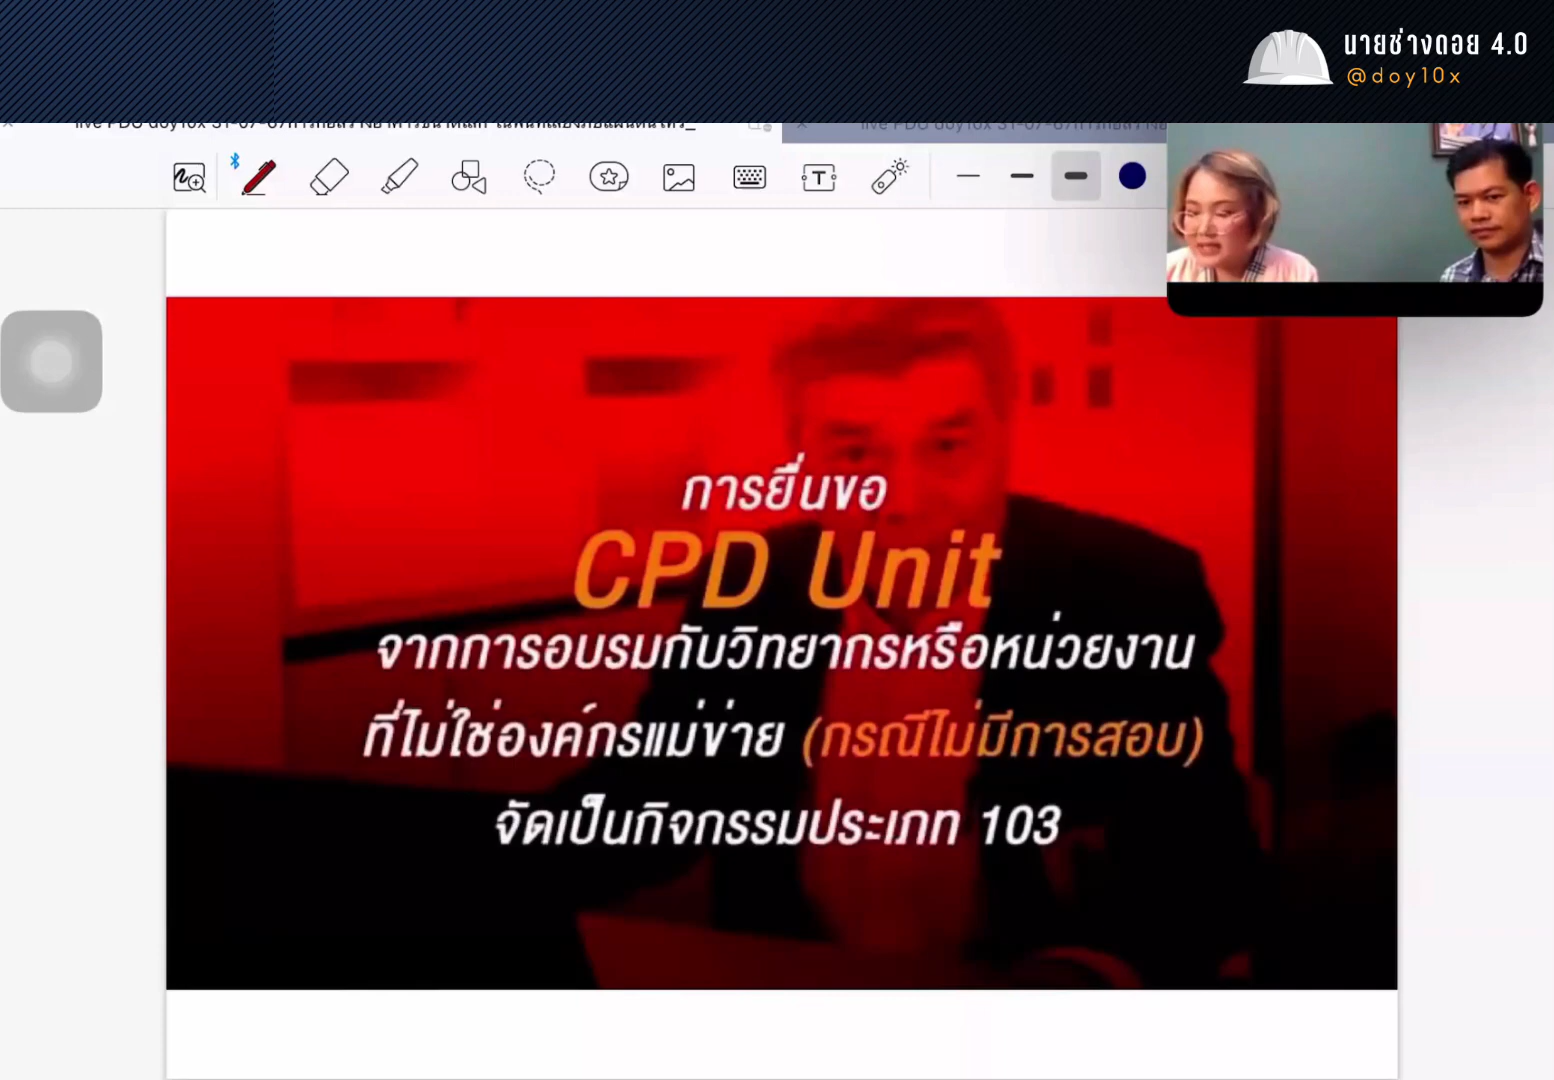 นายช่างดอย 4.0
@doy10x
T
การยื่นขอ
CPD Unit
จากการอบรมกับวิทยากรหรือหน่วยงาน
ที่ไม่ใช่องค์กรแม่ข่าย (กรณีไม่มีการสอบ)
จัดเป็นกิจกรรมประเภท 103